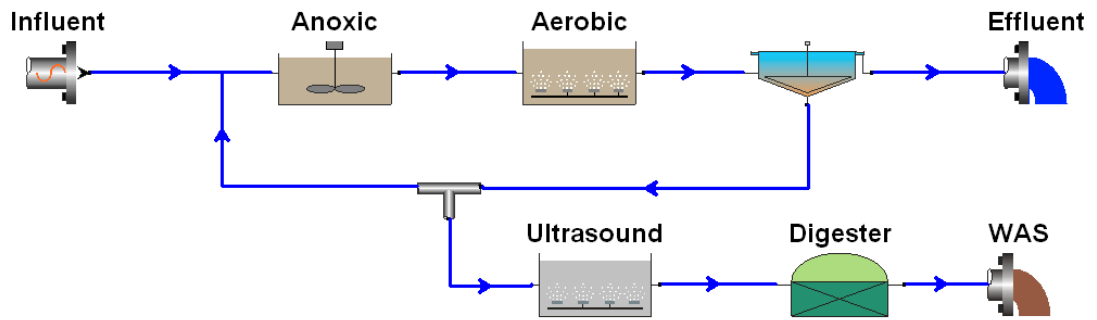 Influent
Anoxic
Aerobic
Effluent
Ultrasound
Digester
WAS